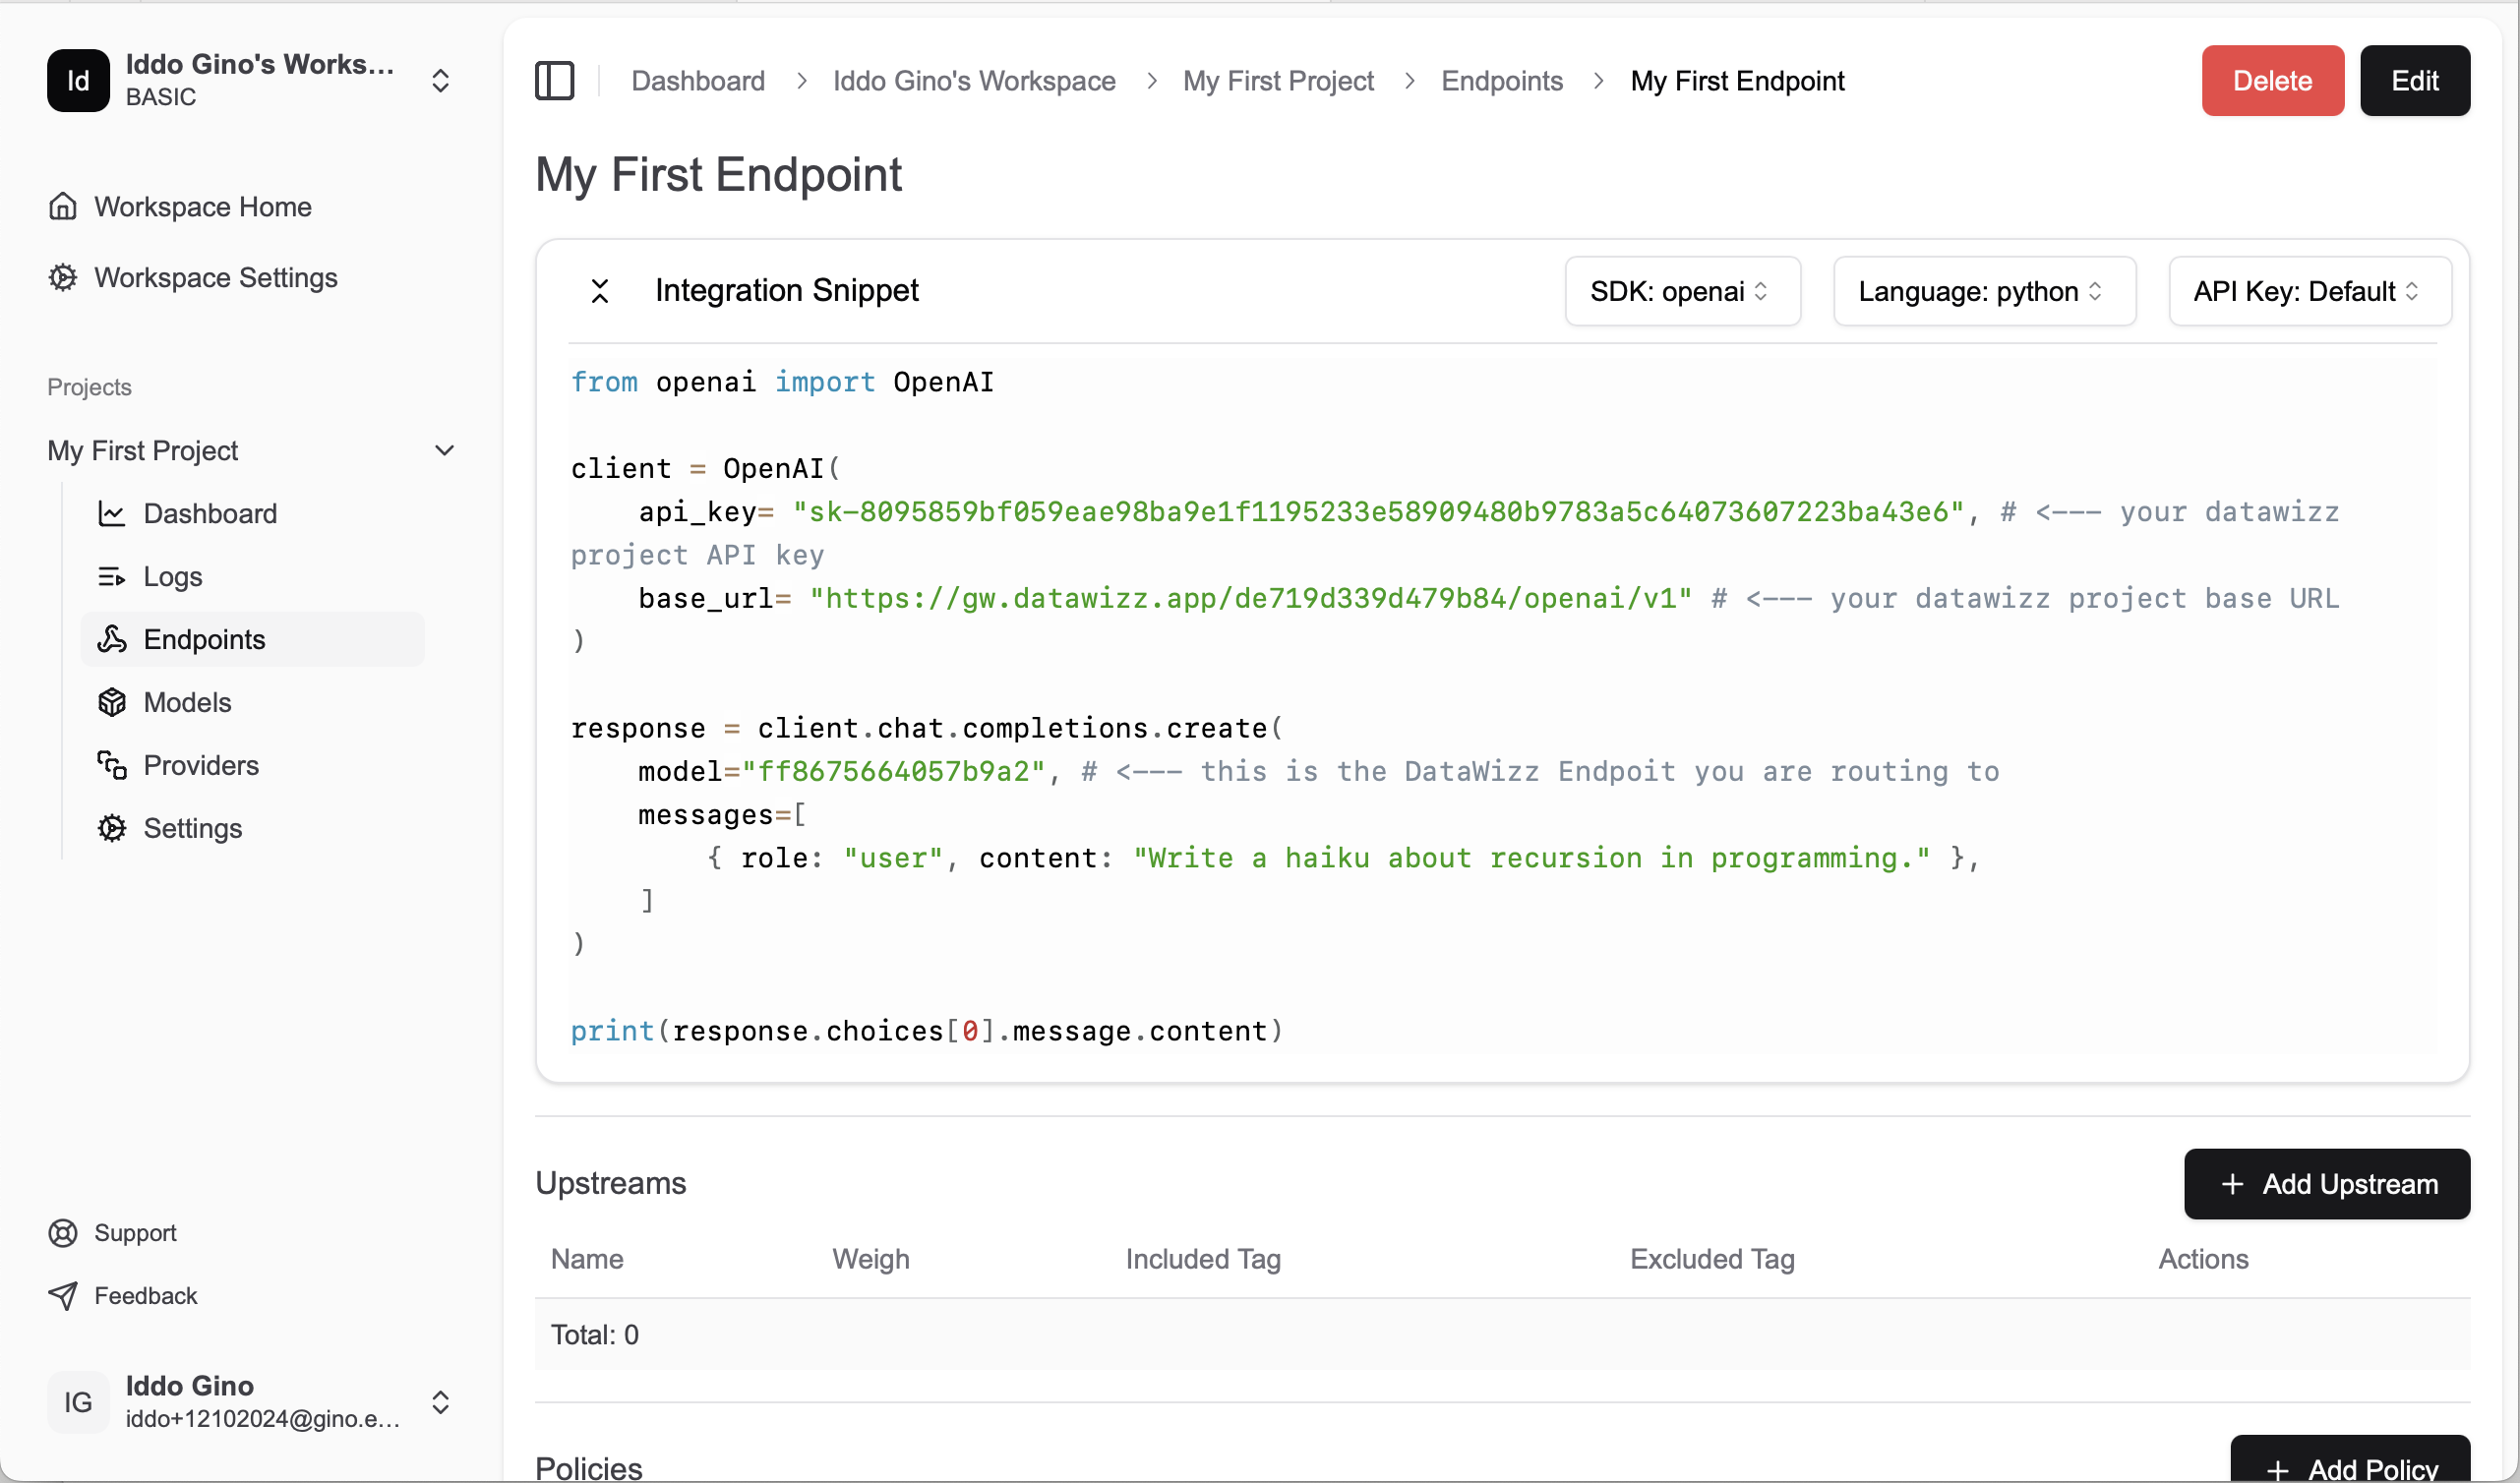 Id
Iddo Gino's Works...
BASIC
Workspace Home
Workspace Settings
Projects
My First Project
Dashboard
Logs
Endpoints
Models
Providers
Settings
Support
Feedback
IG
Iddo Gino
iddo+12102024@gino.e...
Dashboard > Iddo Gino's Workspace > My First Project > Endpoints > My First Endpoint
Delete
Edit
My First Endpoint
Integration Snippet
SDK: openai
Language: python
API Key: Default
from openai import OpenAI
client = OpenAI(
    api_key= "sk-8095859bf059eae98ba9e1f1195233e58909480b9783a5c64073607223ba43e6", # <--- your datawizz
project API key
    base_url= "https://gw.datawizz.app/de719d339d479b84/openai/v1" # <--- your datawizz project base URL
)
response = client.chat.completions.create(
    model="ff8675664057b9a2", # <--- this is the DataWizz Endpoit you are routing to
    messages=[
        { role: "user", content: "Write a haiku about recursion in programming." },
    ]
)
print(response.choices[0].message.content)
Upstreams
+ Add Upstream
Name Weigh Included Tag Excluded Tag Actions
Total: 0
Policies
+ Add Policy